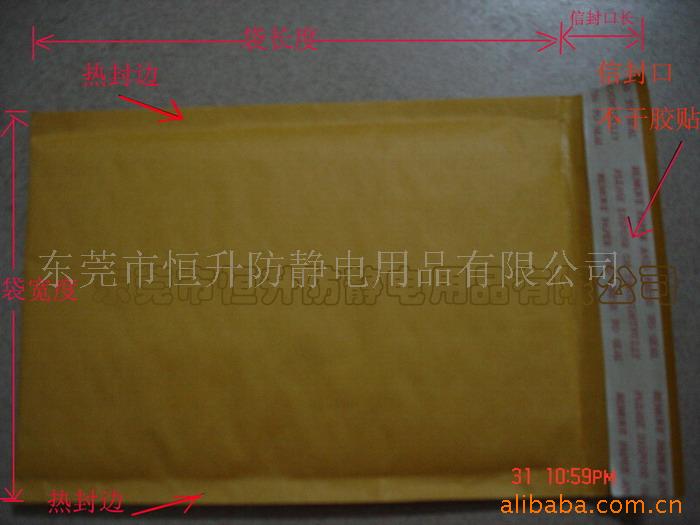 袋长度
信封口长
热封边
信封口
不干胶贴
东莞市恒升防静电用品有限公司
东莞市恒升防静电用品有限公司
袋宽度
热封边
31 10:59PM
alibaba.com.cn